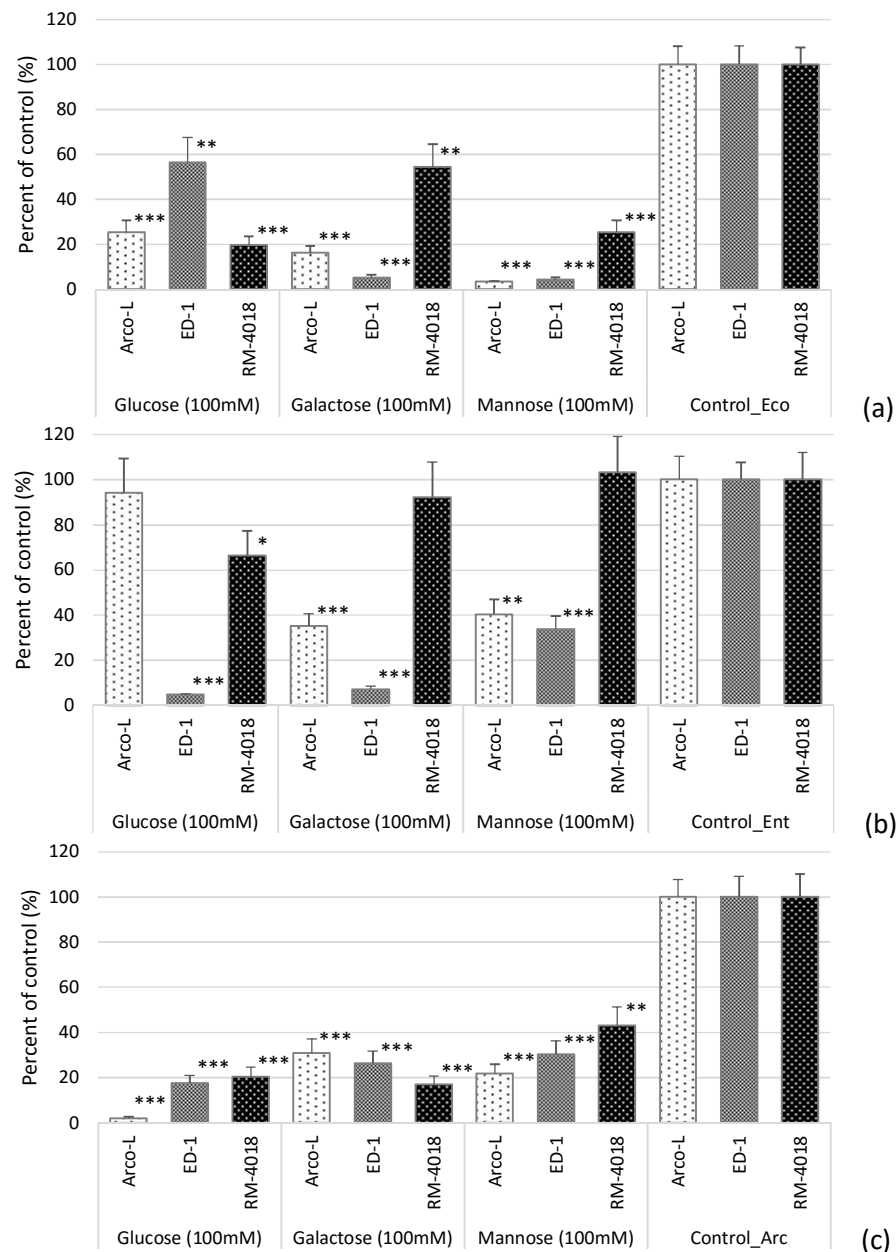 120
100
80
60
40
20
0
Percent of control (%)
*** ** *** *** *** ** *** *** ***
Arco-L ED-1 RM-4018 Arco-L ED-1 RM-4018 Arco-L ED-1 RM-4018 Arco-L ED-1 RM-4018
Glucose (100mM) Galactose (100mM) Mannose (100mM) Control_Eco
(a)
120
100
80
60
40
20
0
Percent of control (%)
*** * *** *** ** ***
Arco-L ED-1 RM-4018 Arco-L ED-1 RM-4018 Arco-L ED-1 RM-4018 Arco-L ED-1 RM-4018
Glucose (100mM) Galactose (100mM) Mannose (100mM) Control_Ent
(b)
120
100
80
60
40
20
0
Percent of control (%)
*** *** *** *** *** *** *** *** **
Arco-L ED-1 RM-4018 Arco-L ED-1 RM-4018 Arco-L ED-1 RM-4018 Arco-L ED-1 RM-4018
Glucose (100mM) Galactose (100mM) Mannose (100mM) Control_Arc
(c)